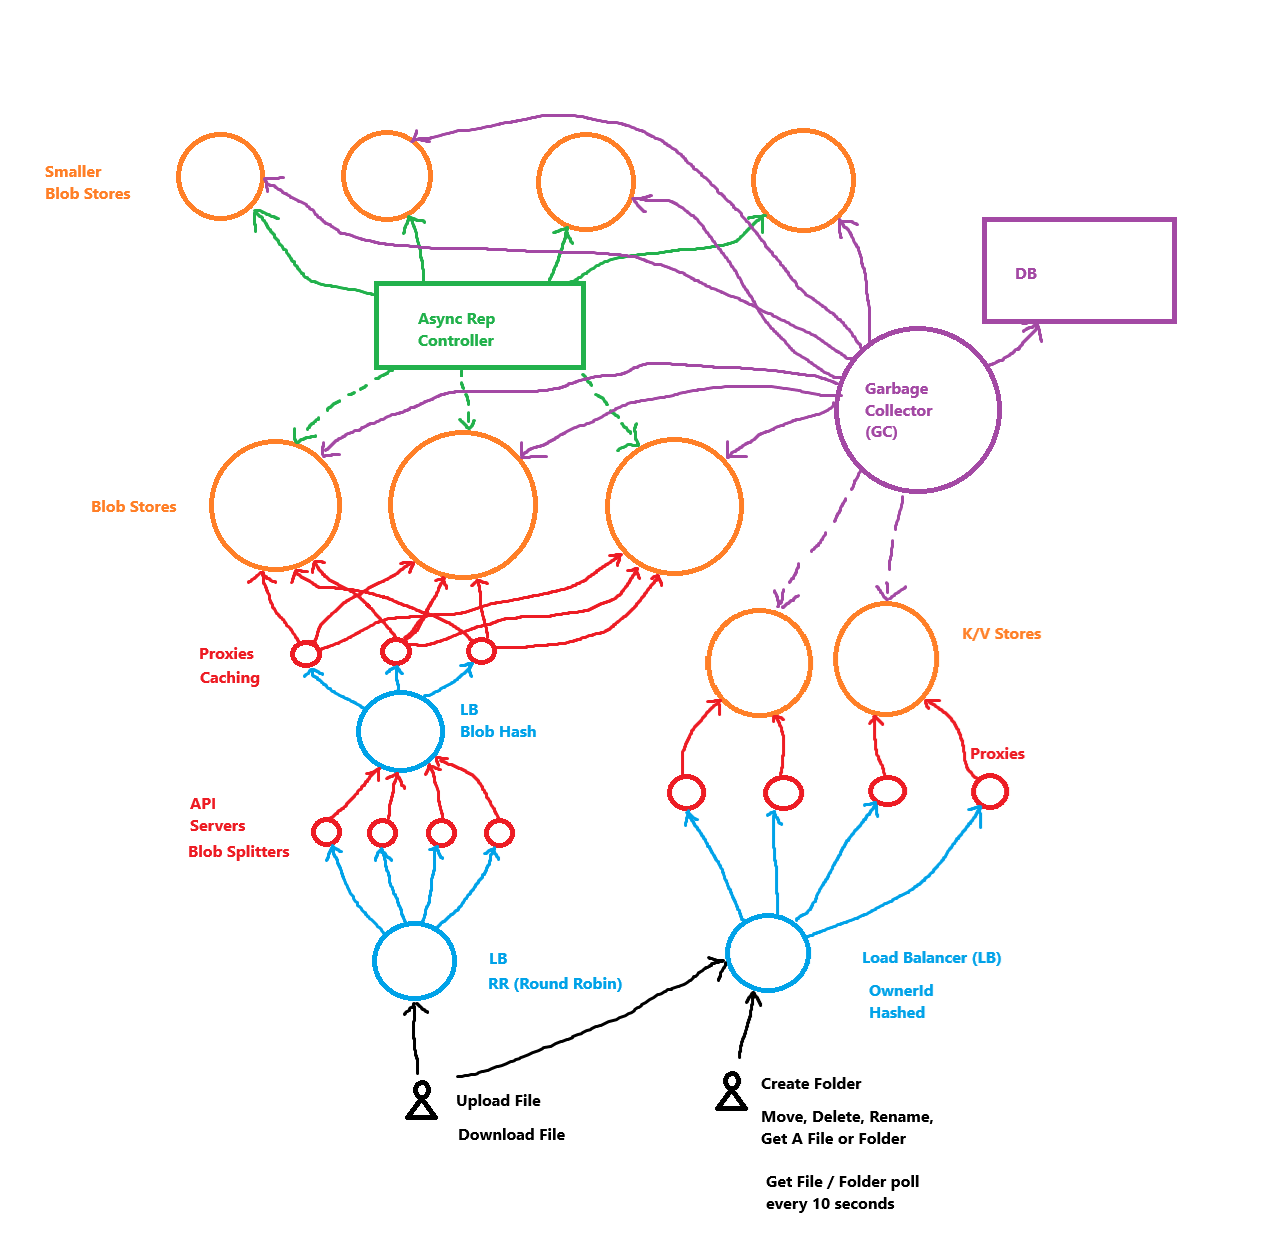 Smaller
Blob Stores
DB
Async Rep
Controller
Garbage
Collector
(GC)
Blob Stores
K/V Stores
Proxies
Caching
LB
Blob Hash
Proxies
API
Servers
Blob Splitters
LB
RR (Round Robin)
Load Balancer (LB)
OwnerId
Hashed
Upload File
Download File
Create Folder
Move, Delete, Rename,
Get A File or Folder
Get File / Folder poll
every 10 seconds